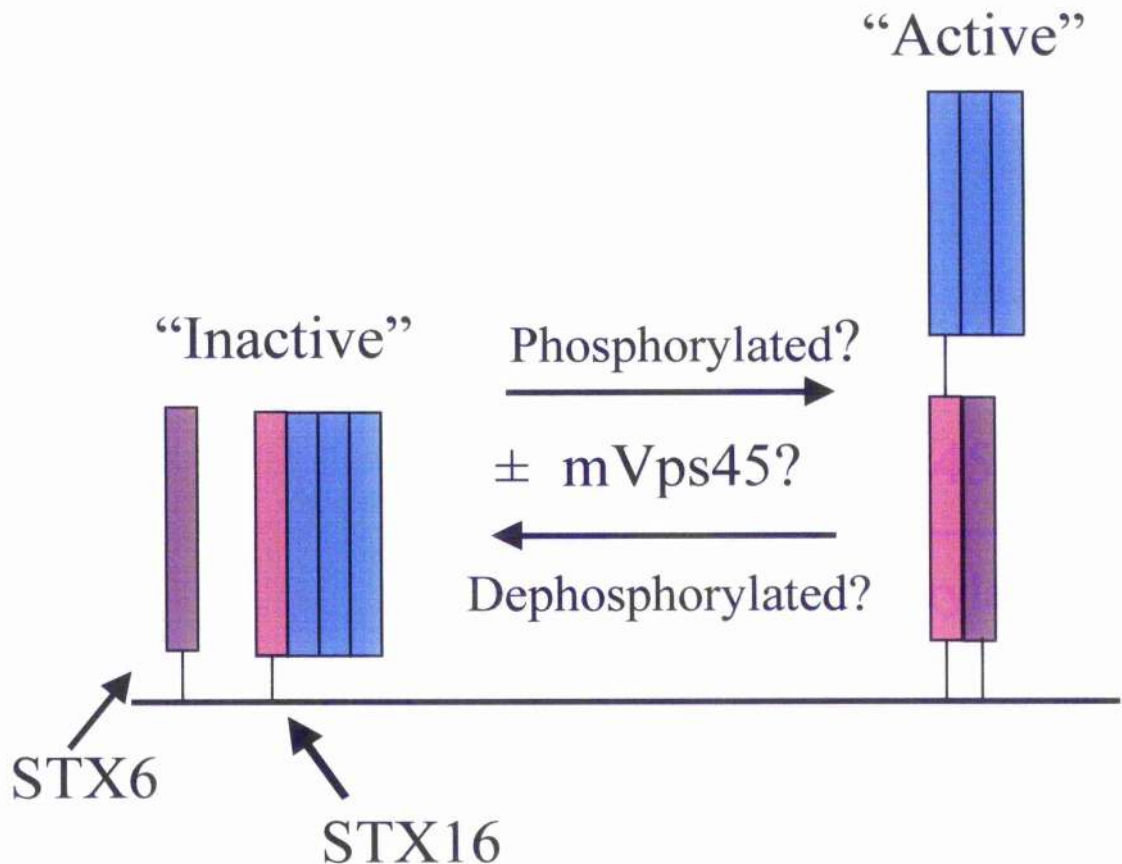 “Active”
“Inactive”
Phosphorylated?
± mVps45?
Dephosphorylated?
STX6
STX16